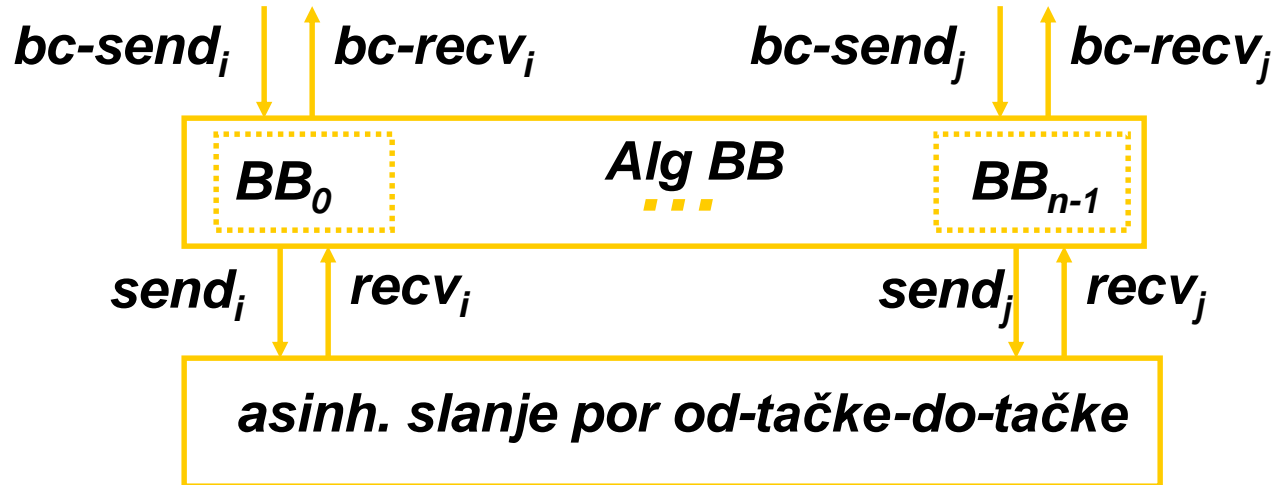 bc-sendᵢ bc-recvᵢ bc-sendⱼ bc-recvⱼ
BB₀ Alg BB BBₙ₋₁
...
sendᵢ recvᵢ sendⱼ recvⱼ
asinh. slanje por od-tačke-do-tačke